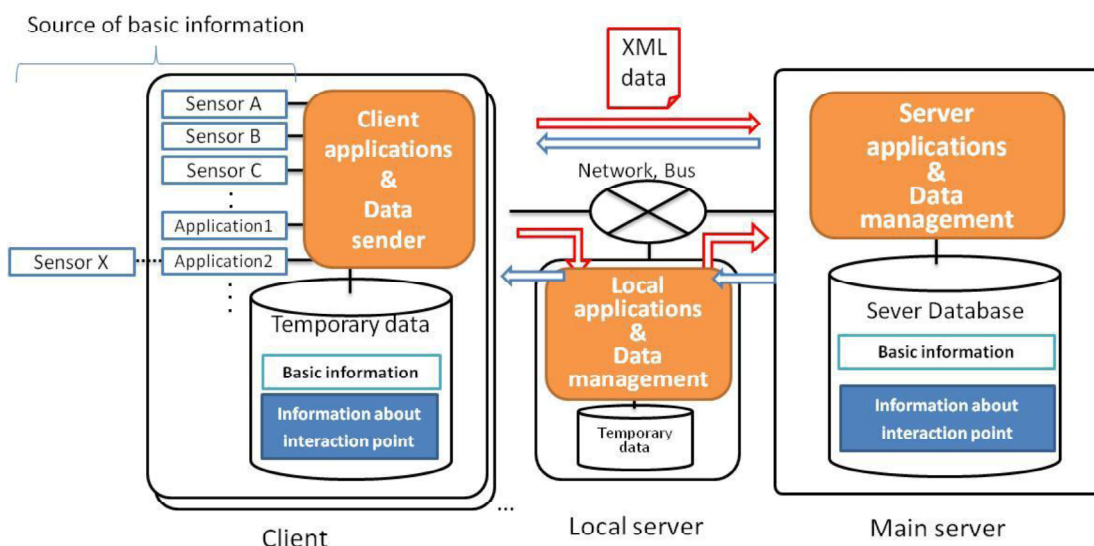 Source of basic information
Sensor A
Sensor B
Sensor C
⋮
Application1
Sensor X
Application2
⋮
Client
applications
&
Data
sender
Temporary data
Basic information
Information about
interaction point
...
Client
XML
data
Network, Bus
Local
applications
&
Data
management
Temporary
data
Local server
Server
applications
&
Data
management
Sever Database
Basic information
Information about
interaction point
Main server